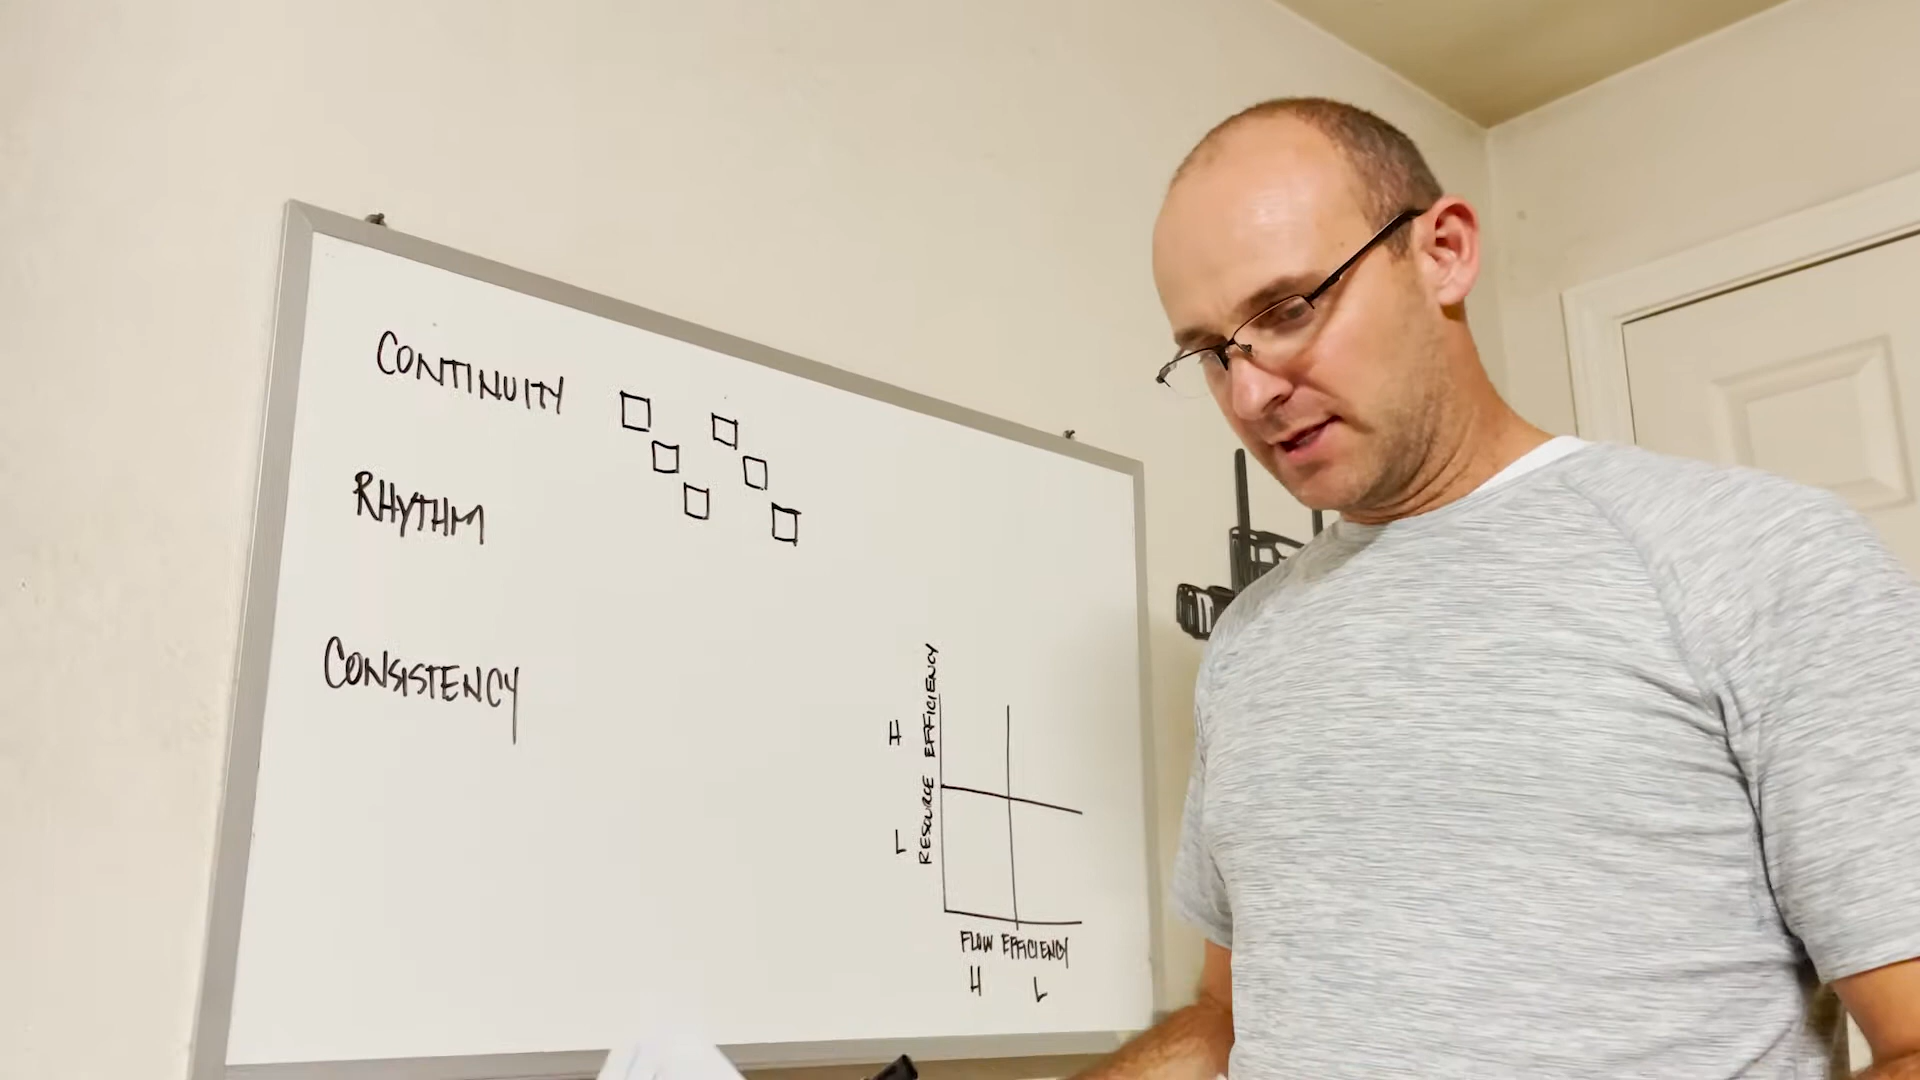 CONTINUITY
RHYTHM
CONSISTENCY
RESOURCE EFFICIENCY
H
L
FLOW EFFICIENCY
H L